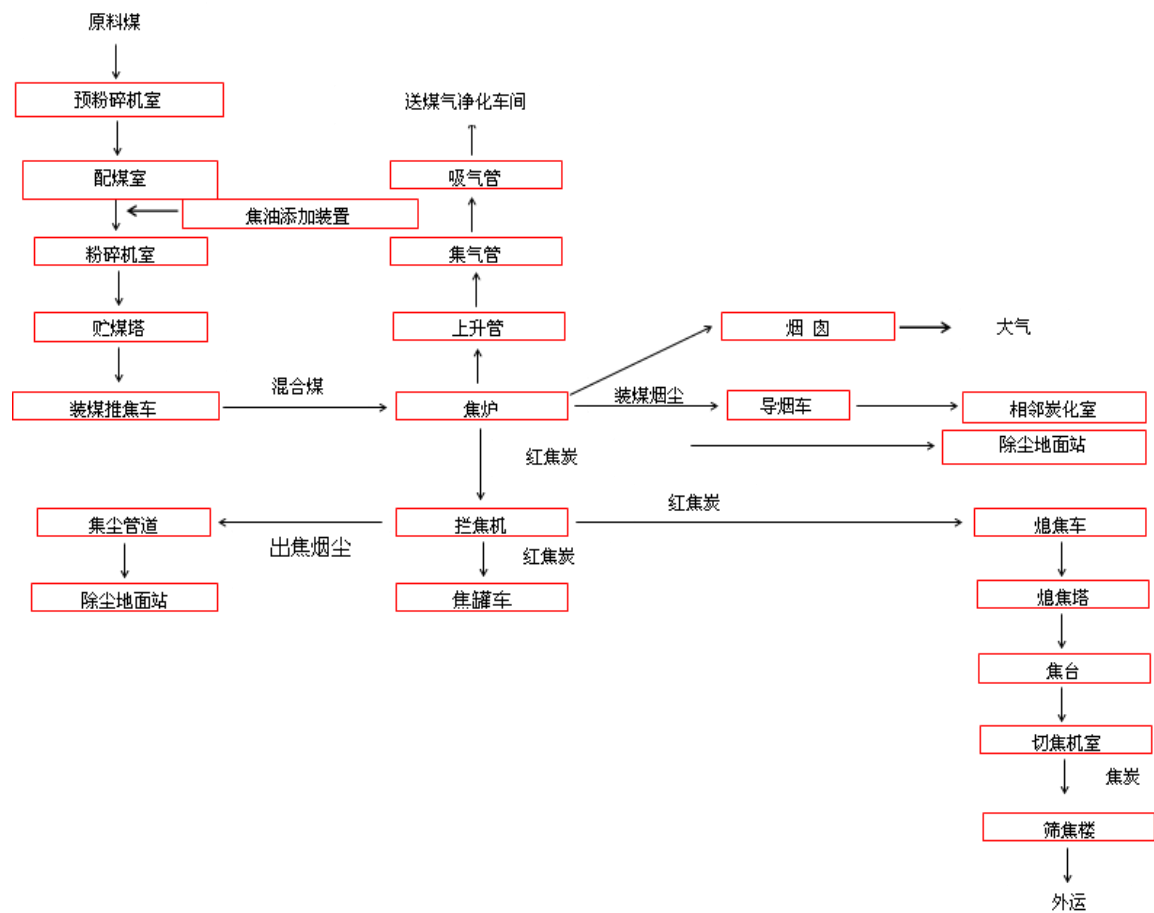 原料煤
预粉碎机室
送煤气净化车间
配煤室
吸气管
焦油添加装置
粉碎机室
集气管
贮煤塔
上升管
烟 囱
大气
混合煤
装煤烟尘
装煤推焦车
焦炉
导烟车
相邻炭化室
红焦炭
除尘地面站
红焦炭
集尘管道
拦焦机
熄焦车
出焦烟尘
红焦炭
除尘地面站
焦罐车
熄焦塔
焦台
切焦机室
焦炭
筛焦楼
外运